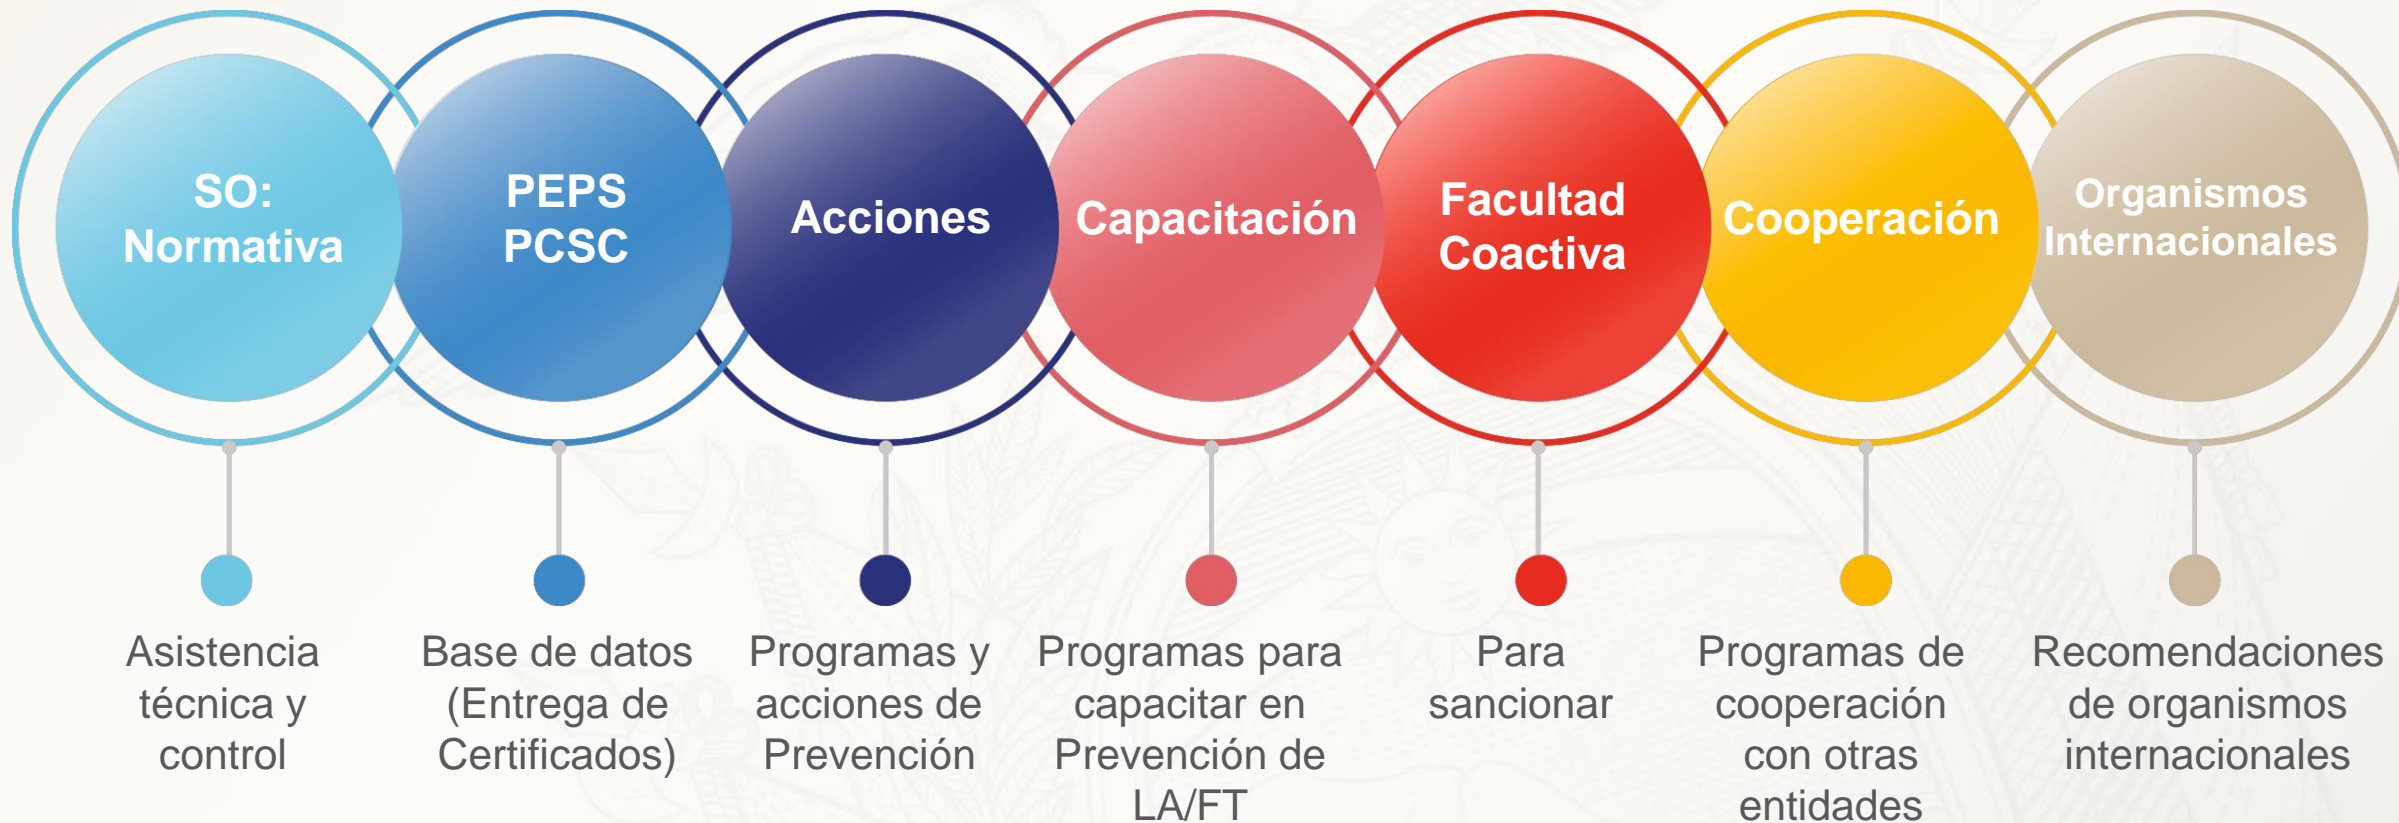 SO:
Normativa
PEPS
PCSC
Acciones
Capacitación
Facultad
Coactiva
Cooperación
Organismos
Internacionales
Asistencia
técnica y
control
Base de datos
(Entrega de
Certificados)
Programas y
acciones de
Prevención
Programas para
capacitar en
Prevención de
LA/FT
Para
sancionar
Programas de
cooperación
con otras
entidades
Recomendaciones
de organismos
internacionales